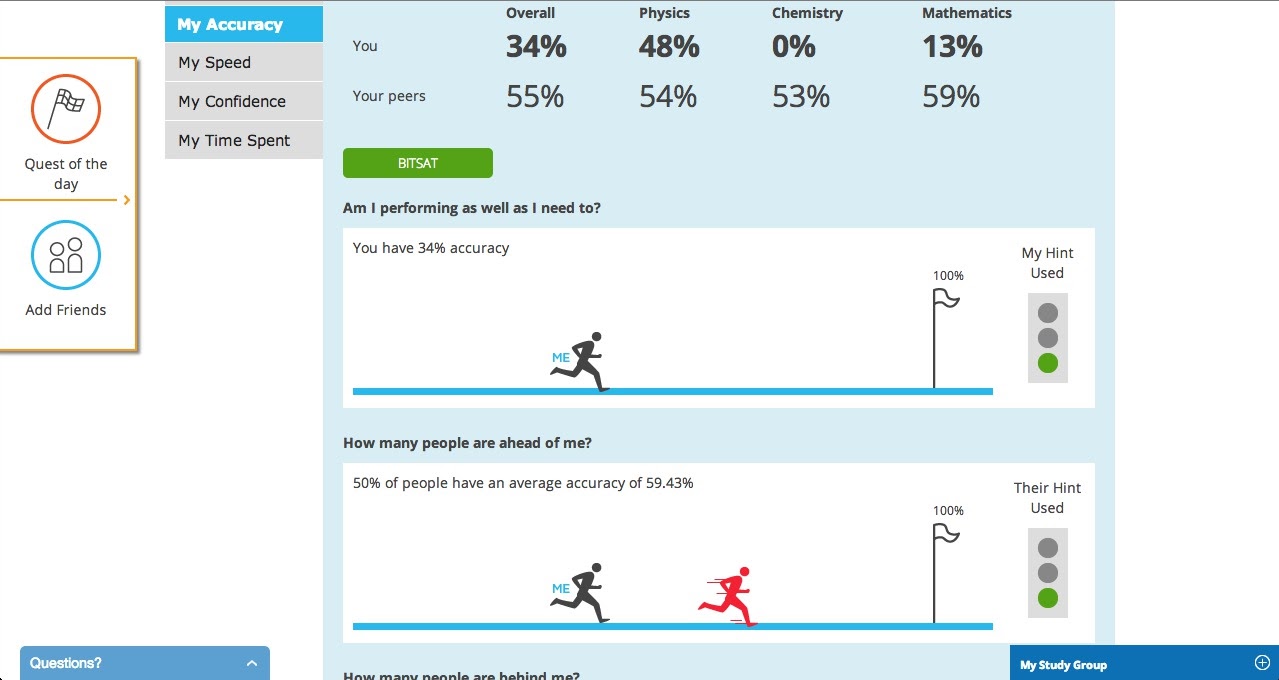 My Accuracy
My Speed
My Confidence
My Time Spent
Quest of the
day
Add Friends
Overall Physics Chemistry Mathematics
You 34% 48% 0% 13%
Your peers 55% 54% 53% 59%
BITSAT
Am I performing as well as I need to?
You have 34% accuracy
My Hint
Used
100%
ME
How many people are ahead of me?
50% of people have an average accuracy of 59.43%
Their Hint
Used
100%
ME
How many people are behind me?
Questions?
My Study Group